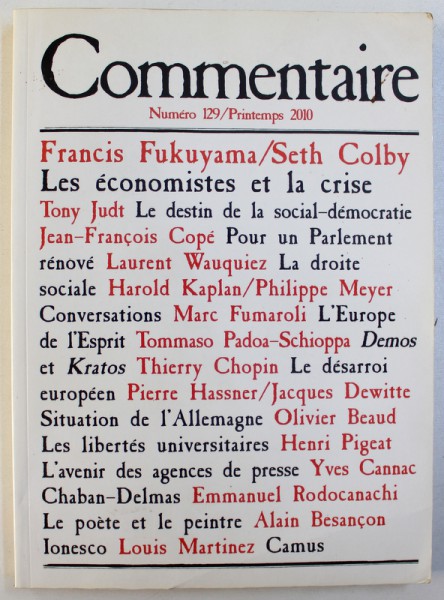 Commentaire
Numéro 129/Printemps 2010
Francis Fukuyama/Seth Colby
Les économistes et la crise
Tony Judt Le destin de la social-démocratie
Jean-François Copé Pour un Parlement
rénové Laurent Wauquiez La droite
sociale Harold Kaplan/Philippe Meyer
Conversations Marc Fumaroli L'Europe
de l'Esprit Tommaso Padoa-Schioppa Demos
et Kratos Thierry Chopin Le désarroi
européen Pierre Hassner/Jacques Dewitte
Situation de l'Allemagne Olivier Beaud
Les libertés universitaires Henri Pigeat
L'avenir des agences de presse Yves Cannac
Chaban-Delmas Emmanuel Rodocanachi
Le poète et le peintre Alain Besançon
Ionesco Louis Martinez Camus